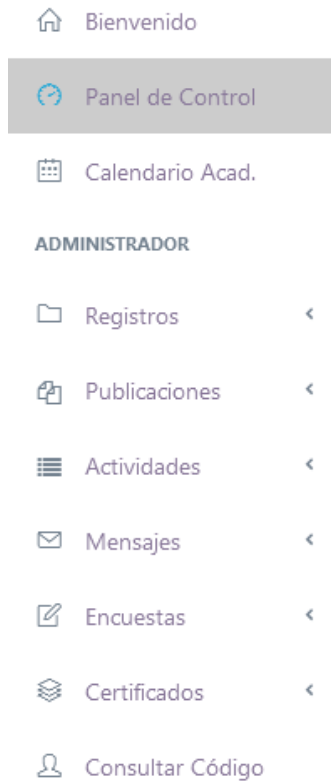 Bienvenido
Panel de Control
Calendario Acad.
ADMINISTRADOR
Registros
Publicaciones
Actividades
Mensajes
Encuestas
Certificados
Consultar Código